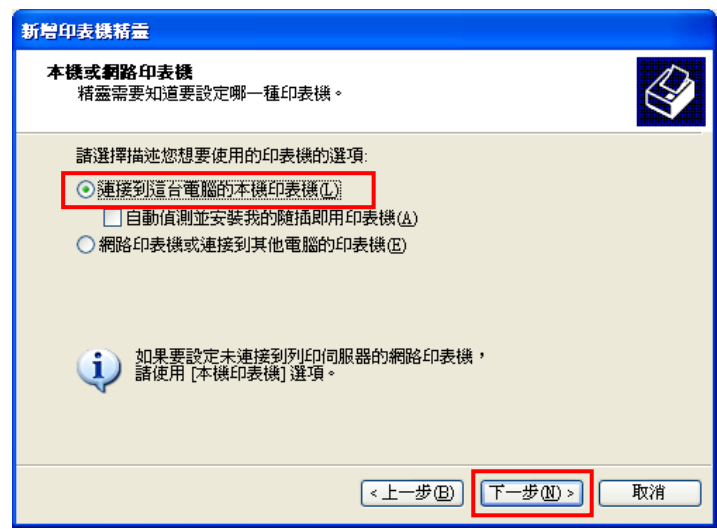 新增印表機精靈
本機或網路印表機
精靈需要知道要設定哪一種印表機。
請選擇描述您想要使用的印表機的選項:
連接到這台電腦的本機印表機(L)
自動偵測並安裝我的隨插即用印表機(A)
網路印表機或連接到其他電腦的印表機(E)
如果要設定未連接到列印伺服器的網路印表機，
請使用 [本機印表機] 選項。
<上一步(B) 下一步(N)> 取消